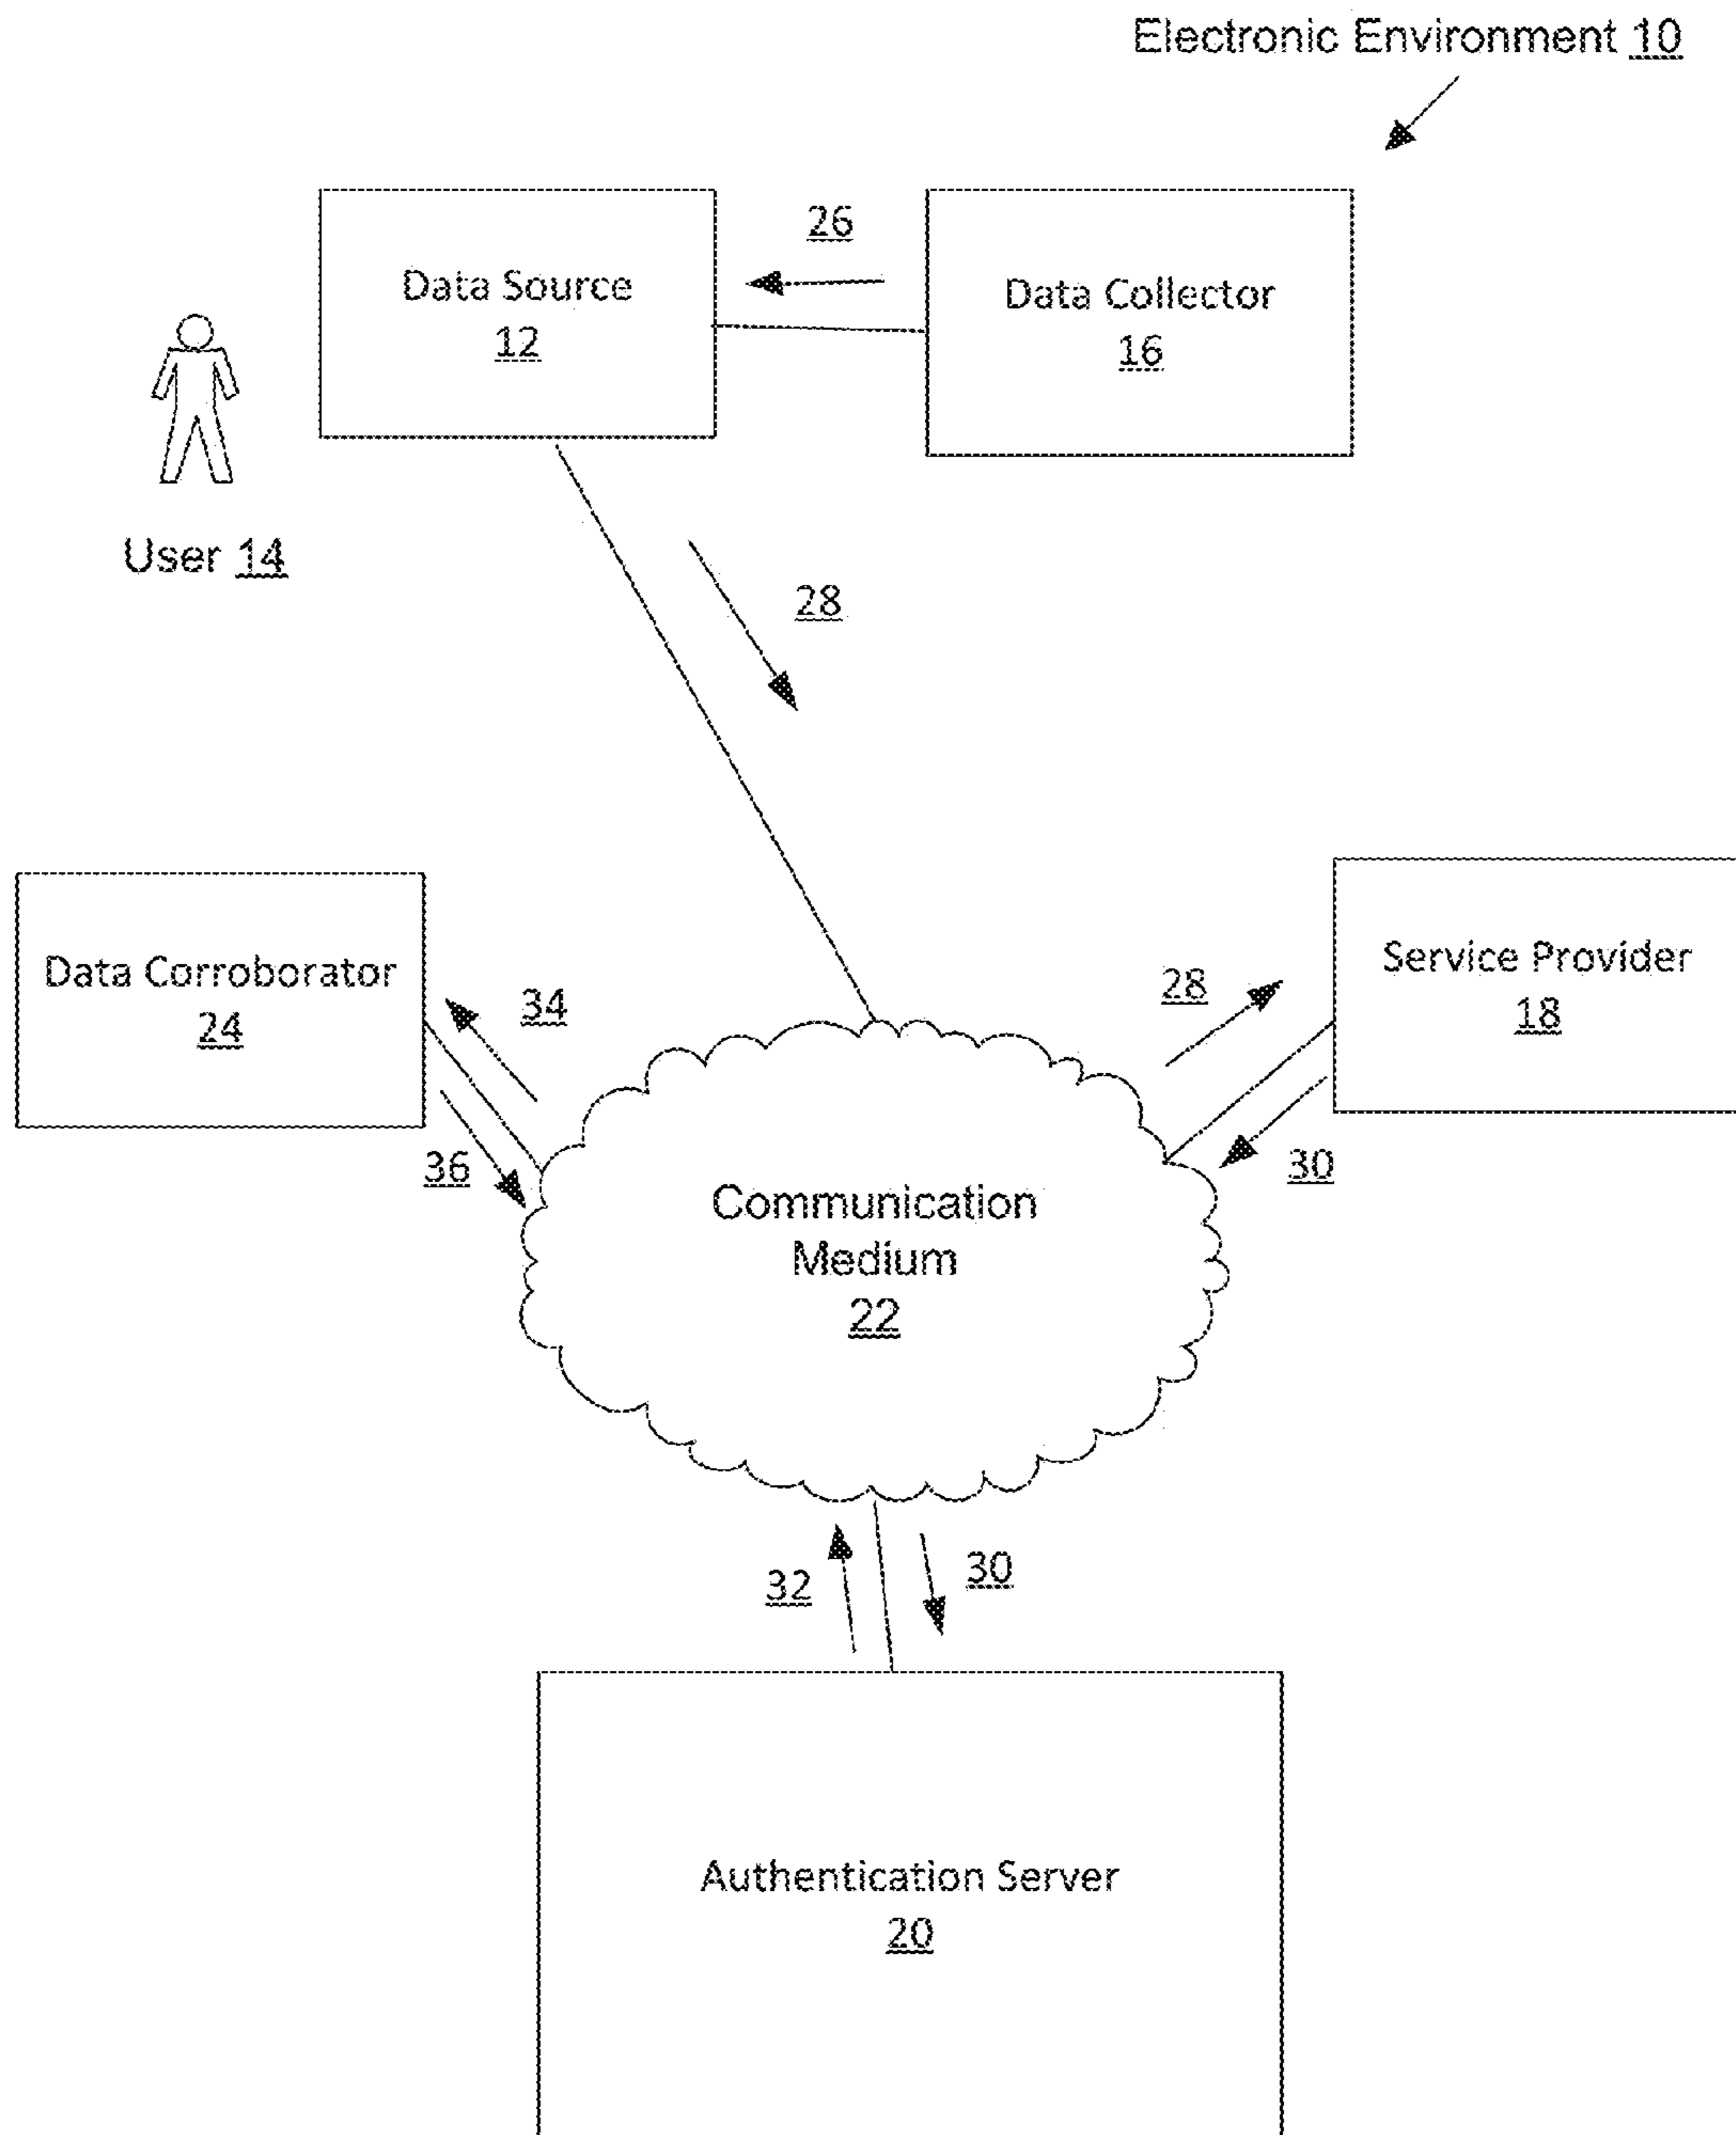 Electronic Environment 10
26
Data Source
12
Data Collector
16
User 14
28
Data Corroborator
24
34
36
28
Service Provider
18
30
Communication
Medium
22
32
30
Authentication Server
20